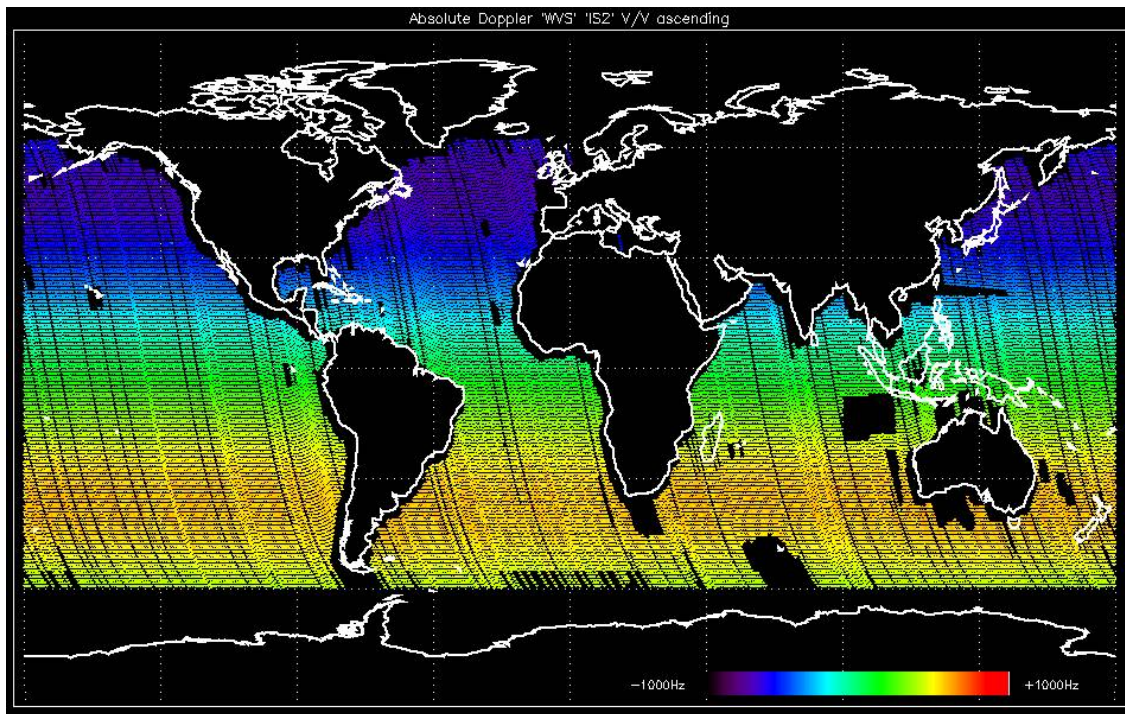 Absolute Doppler 'WVS' 'IS2' V/V ascending
-1000Hz +1000Hz